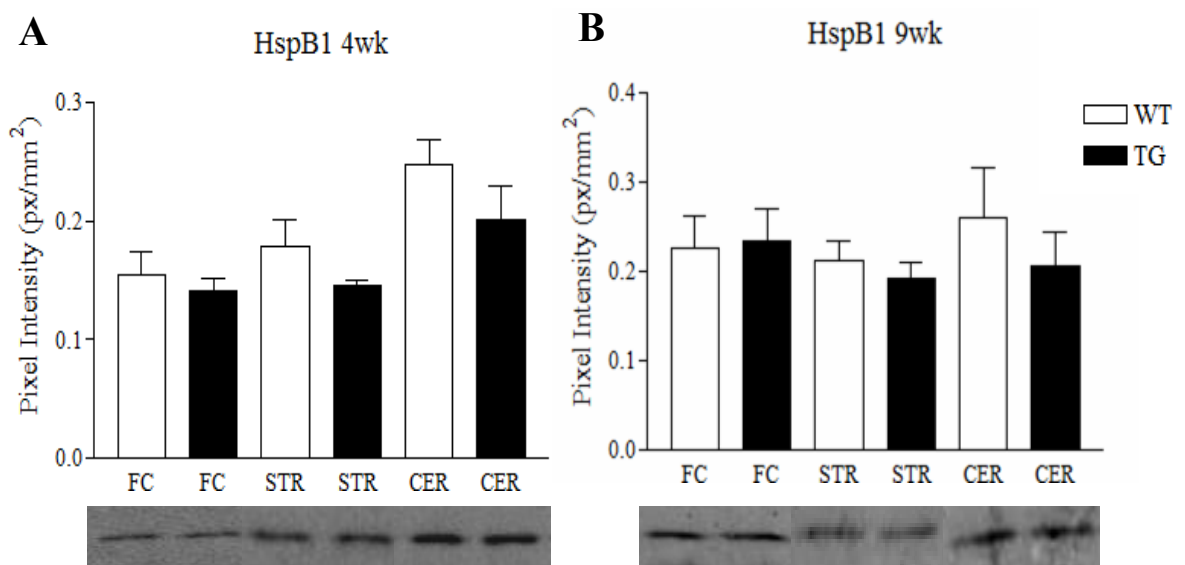 A
HspB1 4wk
Pixel Intensity (px/mm²)
0.3
0.2
0.1
0.0
FC FC STR STR CER CER
B
HspB1 9wk
Pixel Intensity (px/mm²)
0.4
0.3
0.2
0.1
0.0
FC FC STR STR CER CER
WT
TG